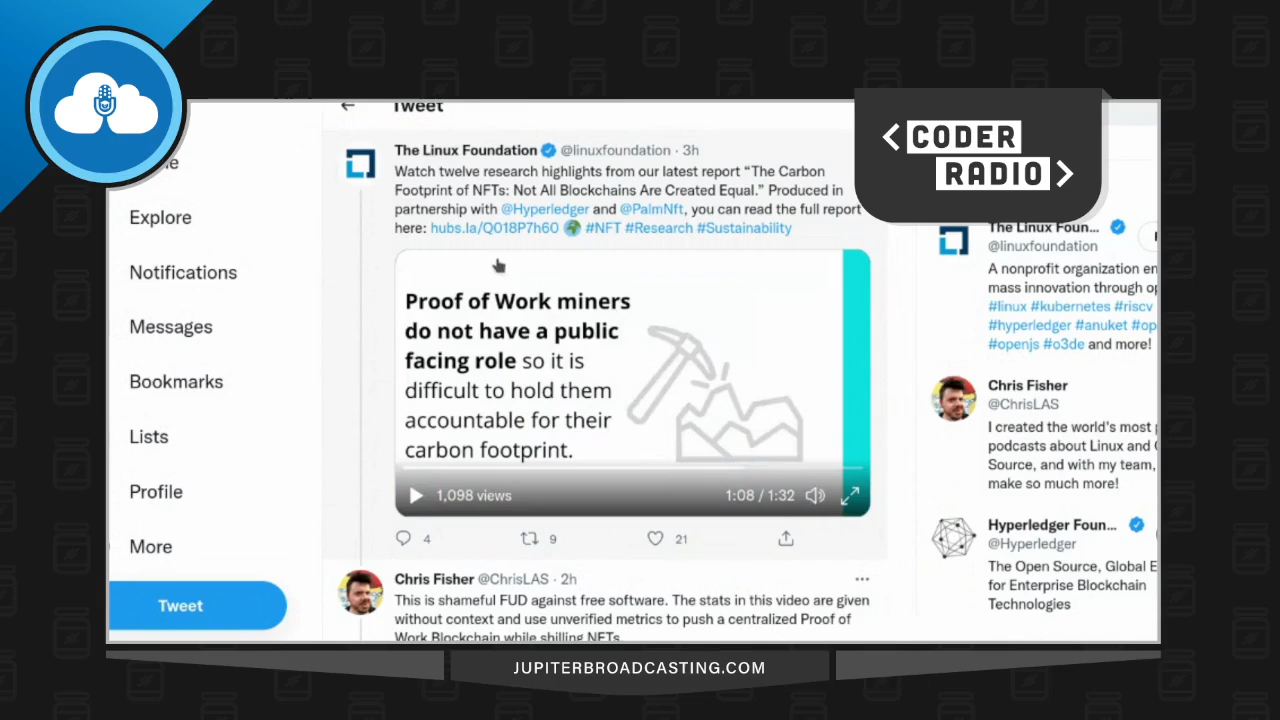 CODER
RADIO
Tweet
Explore
Notifications
Messages
Bookmarks
Lists
Profile
More
Tweet
The Linux Foundation @linuxfoundation · 3h
Watch twelve research highlights from our latest report “The Carbon
Footprint of NFTs: Not All Blockchains Are Created Equal.” Produced in
partnership with @Hyperledger and @PalmNft, you can read the full report
here: hubs.la/Q018P7h60 #NFT #Research #Sustainability
Proof of Work miners
do not have a public
facing role so it is
difficult to hold them
accountable for their
carbon footprint.
1,098 views
1:08 / 1:32
4
9
21
Chris Fisher @ChrisLAS · 2h
This is shameful FUD against free software. The stats in this video are given
without context and use unverified metrics to push a centralized Proof of
Work Blockchain while shilling NFTs
The Linux Foun...
@linuxfoundation
A nonprofit organization en
mass innovation through op
#linux #kubernetes #riscv
#hyperledger #anuket #op
#openjs #o3de and more!
Chris Fisher
@ChrisLAS
I created the world's most p
podcasts about Linux and
Source, and with my team,
make so much more!
Hyperledger Foun...
@Hyperledger
The Open Source, Global E
for Enterprise Blockchain
Technologies
JUPITERBROADCASTING.COM